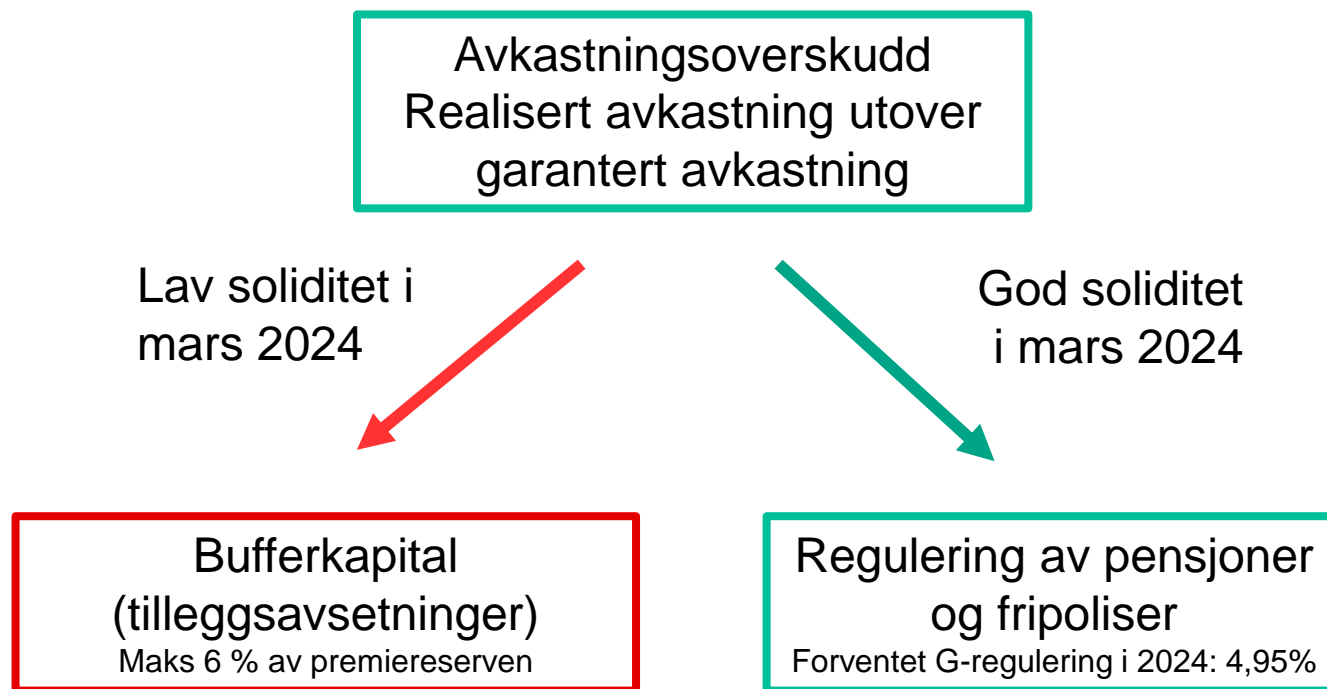 Avkastningsoverskudd
Realisert avkastning utover
garantert avkastning
Lav soliditet i
mars 2024
God soliditet
i mars 2024
Bufferkapital
(tilleggsavsetninger)
Maks 6 % av premiereserven
Regulering av pensjoner
og fripoliser
Forventet G-regulering i 2024: 4,95%